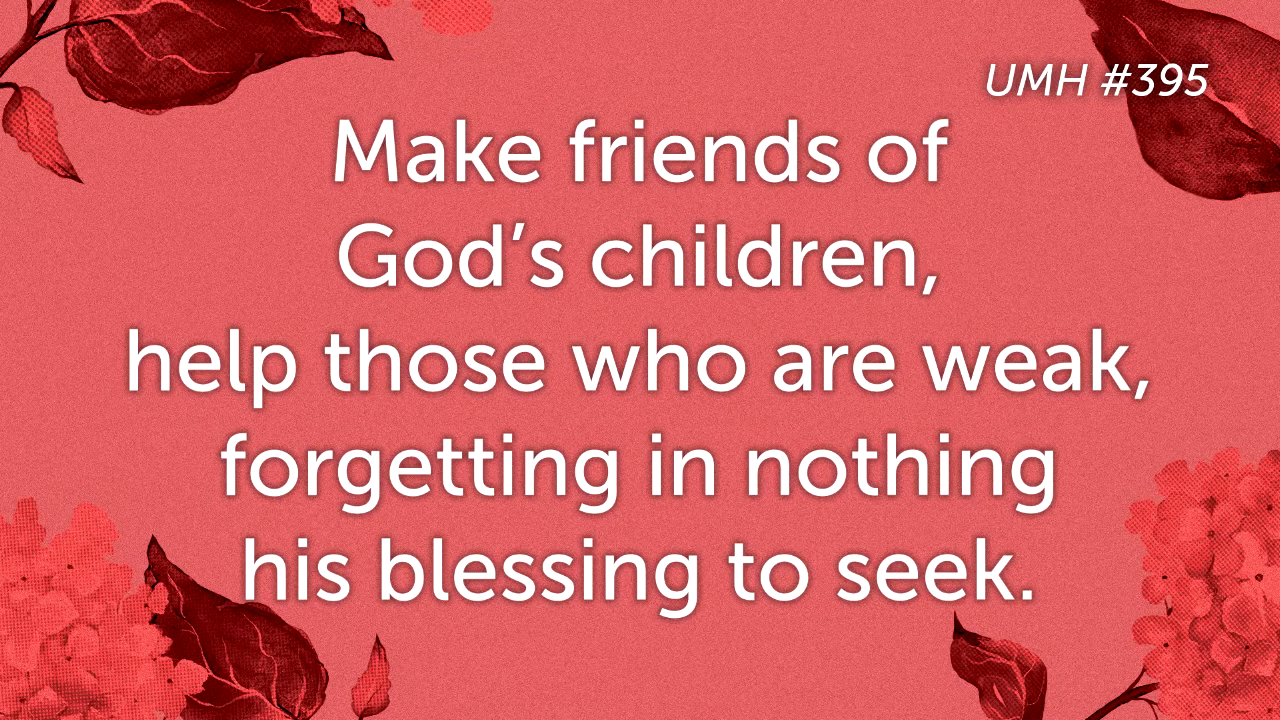 UMH #395
Make friends of
God’s children,
help those who are weak,
forgetting in nothing
his blessing to seek.